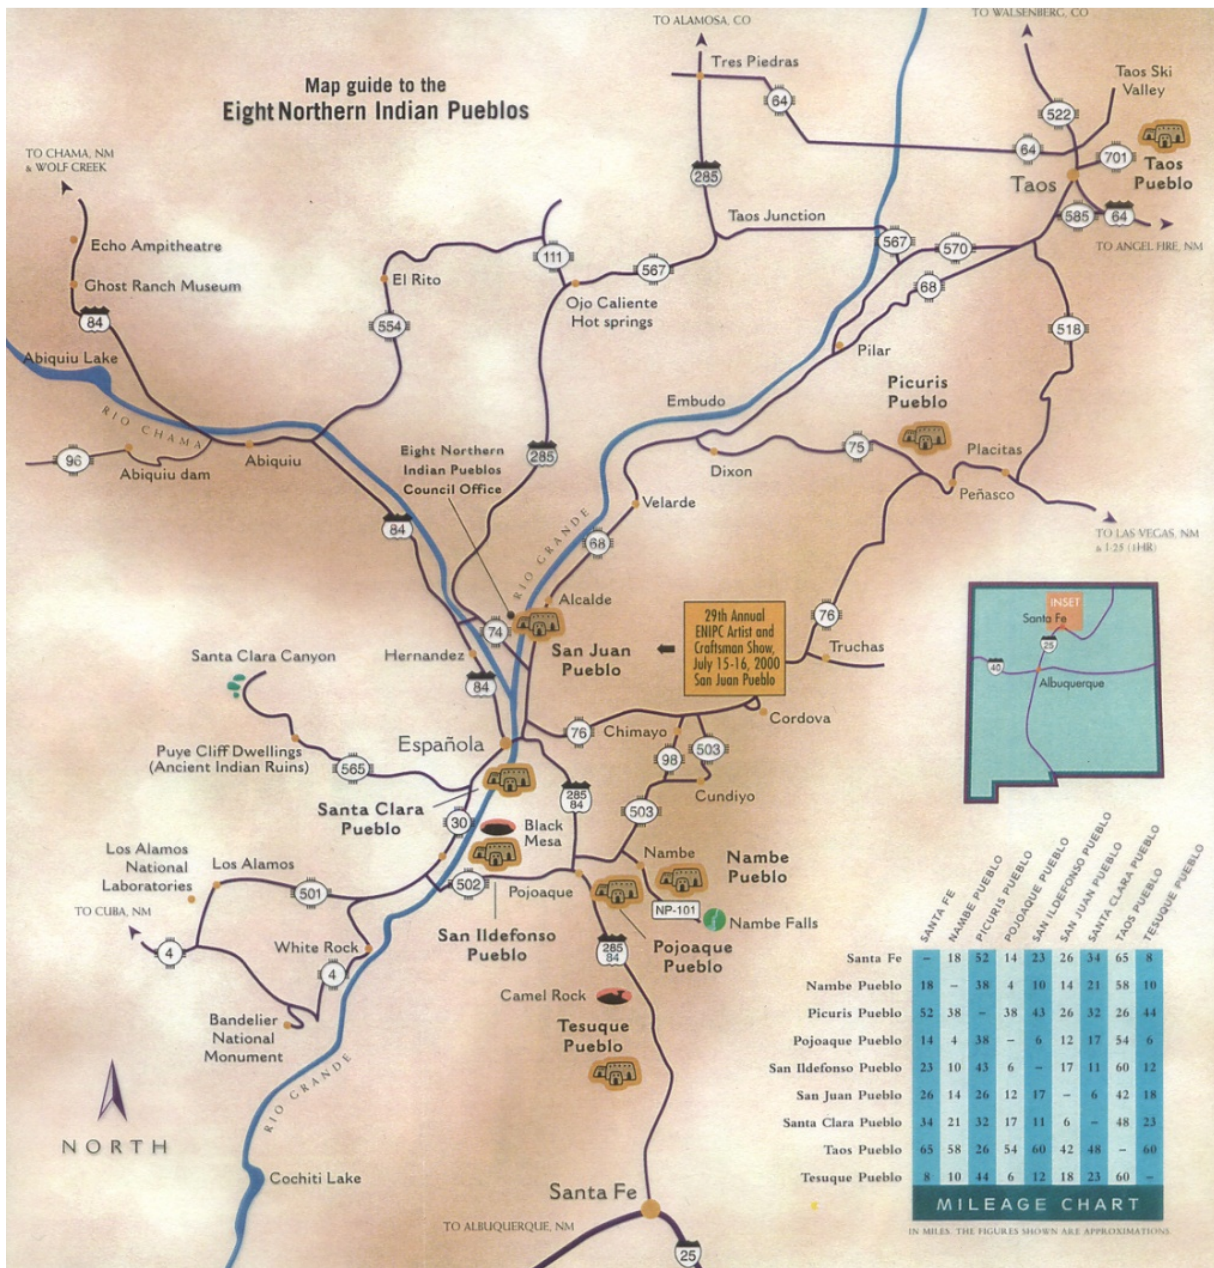 TO ALAMOSA, CO
TO WALSENBERG, CO
Map guide to the
Eight Northern Indian Pueblos
Tres Piedras
64
Taos Ski
Valley
522
64
701
Taos
Pueblo
TO CHAMA, NM
& WOLF CREEK
285
Taos
585
64
TO ANGEL FIRE, NM
Echo Ampitheatre
Taos Junction
111
567
570
Ghost Ranch Museum
El Rito
567
68
Ojo Caliente
Hot springs
84
554
518
Abiquiu Lake
Pilar
Picuris
Pueblo
Embudo
RIO CHAMA
96
Abiquiu dam
Abiquiu
Eight Northern
Indian Pueblos
Council Office
285
Dixon
75
Placitas
Peñasco
Velarde
84
RIO GRANDE
68
TO LAS VEGAS, NM
& I-25 (1HR)
Alcalde
74
San Juan
Pueblo
29th Annual
ENIPC Artist and
Craftsman Show,
July 15-16, 2000
San Juan Pueblo
76
Truchas
INSET
Santa Fe
25
40
Albuquerque
Santa Clara Canyon
Hernandez
84
Española
76
Chimayo
Cordova
98
503
Puye Cliff Dwellings
(Ancient Indian Ruins)
565
285
84
Cundiyo
503
Santa Clara
Pueblo
30
Black
Mesa
Los Alamos
National
Laboratories
Los Alamos
501
502
Pojoaque
Nambe
Nambe
Pueblo
NP-101
Nambe Falls
TO CUBA, NM
4
White Rock
4
San Ildefonso
Pueblo
285
84
Pojoaque
Pueblo
Camel Rock
Tesuque
Pueblo
Bandelier
National
Monument
RIO GRANDE
NORTH
Cochiti Lake
Santa Fe
TO ALBUQUERQUE, NM
25
SANTA FE
NAMBE PUEBLO
PICURIS PUEBLO
POJOAQUE PUEBLO
SAN ILDEFONSO PUEBLO
SAN JUAN PUEBLO
SANTA CLARA PUEBLO
TAOS PUEBLO
TESUQUE PUEBLO
Santa Fe – 18 52 14 23 26 34 65 8
Nambe Pueblo 18 – 38 4 10 14 21 58 10
Picuris Pueblo 52 38 – 38 43 26 32 26 44
Pojoaque Pueblo 14 4 38 – 6 12 17 54 6
San Ildefonso Pueblo 23 10 43 6 – 17 11 60 12
San Juan Pueblo 26 14 26 12 17 – 6 42 18
Santa Clara Pueblo 34 21 32 17 11 6 – 48 23
Taos Pueblo 65 58 26 54 60 42 48 – 60
Tesuque Pueblo 8 10 44 6 12 18 23 60 –
MILEAGE CHART
IN MILES. THE FIGURES SHOWN ARE APPROXIMATIONS.